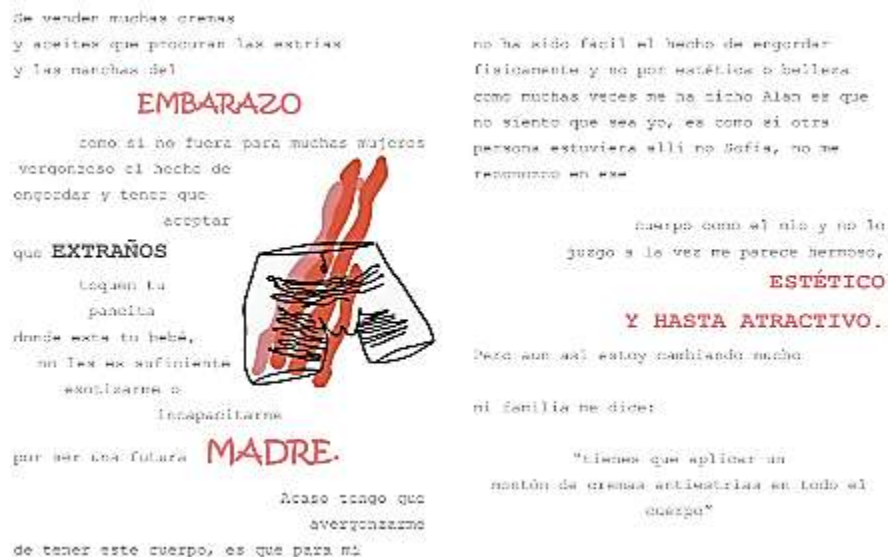 Se venden muchas cremas
y aceites que procuran las estrías
y las manchas del
EMBARAZO
como si no fuera para muchas mujeres
vergonzoso el hecho de
engordar y tener que
aceptar
que EXTRAÑOS
toquen tu
pancita
donde esta tu bebé,
no les es suficiente
exotizarme o
incapacitarme
por ser una futura MADRE.
Acaso tengo que
avergonzarme
de tener este cuerpo, es que para mi
no ha sido fácil el hecho de engordar
físicamente y no por estética o belleza
como muchas veces me ha dicho Alan es que
no siento que sea yo, es como si otra
persona estuviera allí no Sofía, no me
reconozco en ese
cuerpo como el mio y no lo
juzgo a la vez me parece hermoso,
ESTÉTICO
Y HASTA ATRACTIVO.
Pero aun así estoy cambiando mucho
mi familia me dice:
"tienes que aplicar un
montón de cremas antiestrias en todo el
cuerpo"